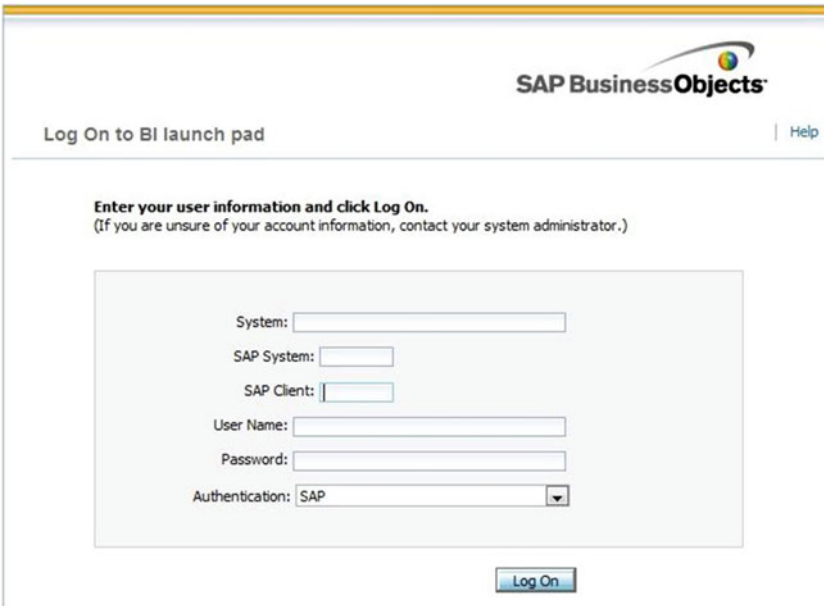 SAP BusinessObjects
Log On to BI launch pad
Help
Enter your user information and click Log On.
(If you are unsure of your account information, contact your system administrator.)
System:
SAP System:
SAP Client:
User Name:
Password:
Authentication: SAP
Log On